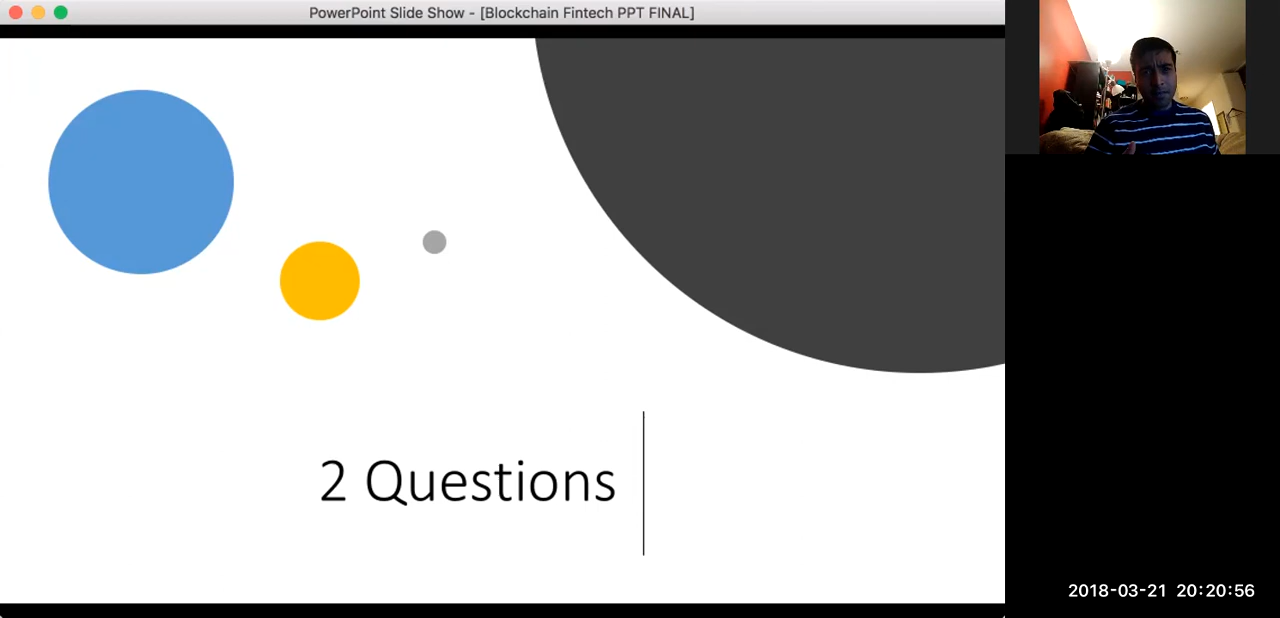 PowerPoint Slide Show - [Blockchain Fintech PPT FINAL]
2 Questions
2018-03-21 20:20:56